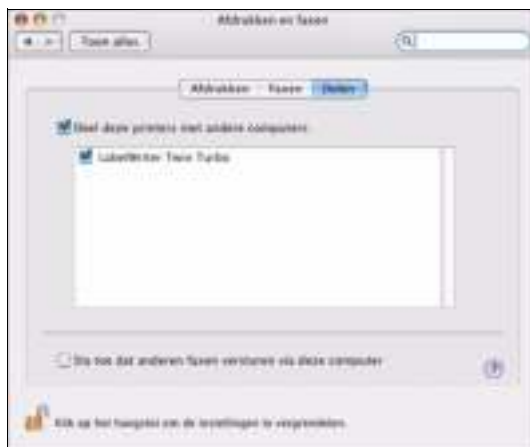 Afdrukken en faxen
Toon alles
Afdrukken Faxen Delen
Deel deze printers met andere computers
LabelWriter Twin Turbo
Sta toe dat anderen faxen versturen via deze computer
?
Klik op het hangslot om de instellingen te vergrendelen.